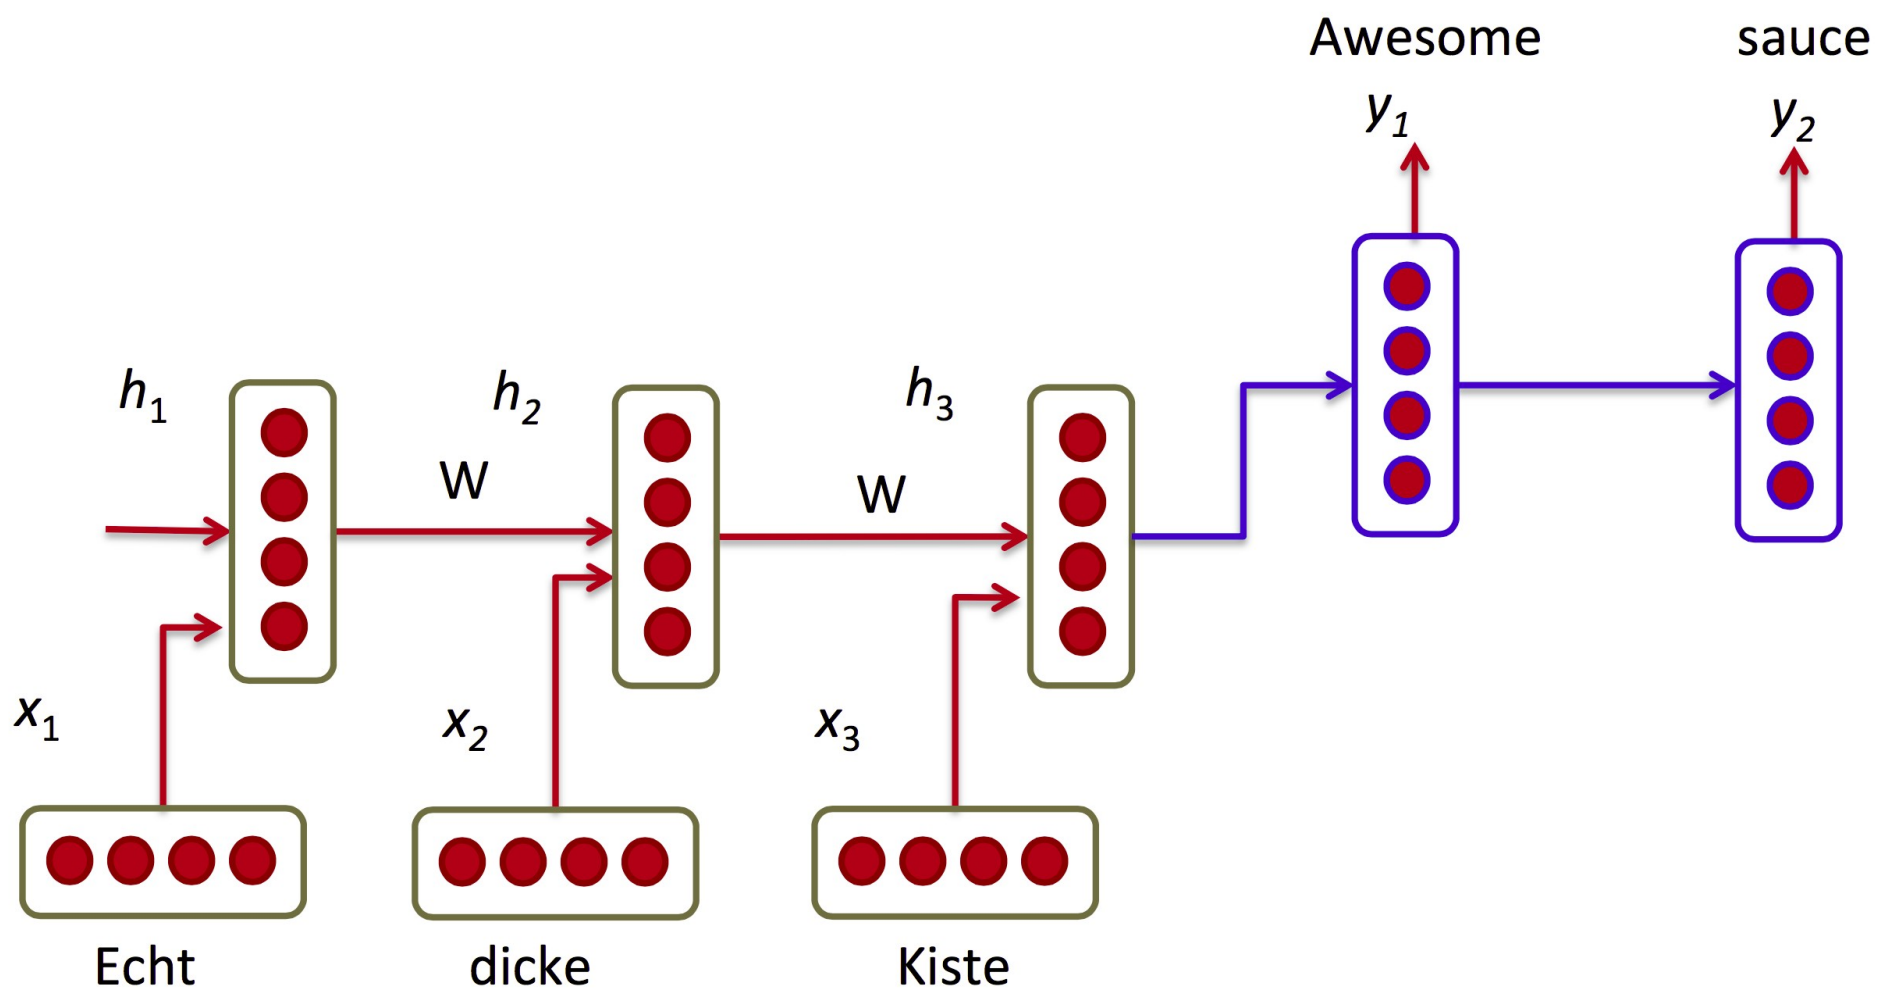 Awesome sauce
y1 y2
h1 h2 h3
W W
x1 x2 x3
Echt dicke Kiste